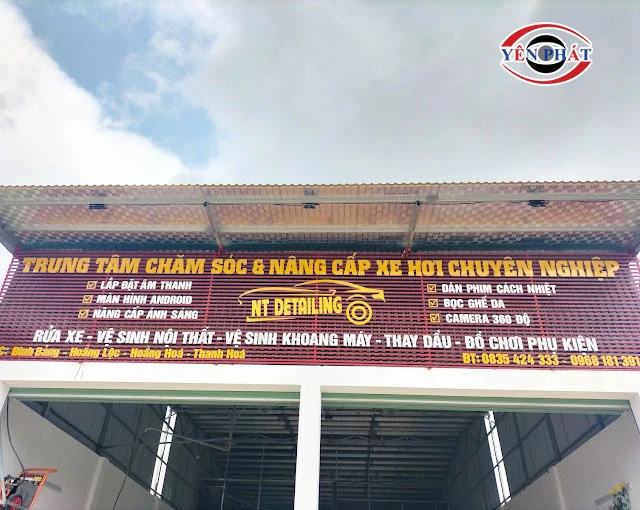 YÊN PHÁT
TRUNG TÂM CHĂM SÓC & NÂNG CẤP XE HƠI CHUYÊN NGHIỆP
LẮP ĐẶT ÂM THANH
MÀN HÌNH ANDROID
NÂNG CẤP ÁNH SÁNG
NT DETAILING
DÁN PHIM CÁCH NHIỆT
BỌC GHẾ DA
CAMERA 360 ĐỘ
RỬA XE - VỆ SINH NỘI THẤT - VỆ SINH KHOANG MÁY - THAY DẦU - ĐỒ CHƠI PHỤ KIỆN
C: Đình Bảng - Hoằng Lộc - Hoằng Hoá - Thanh Hoá
ĐT: 0835 424 333 - 0968 181 301